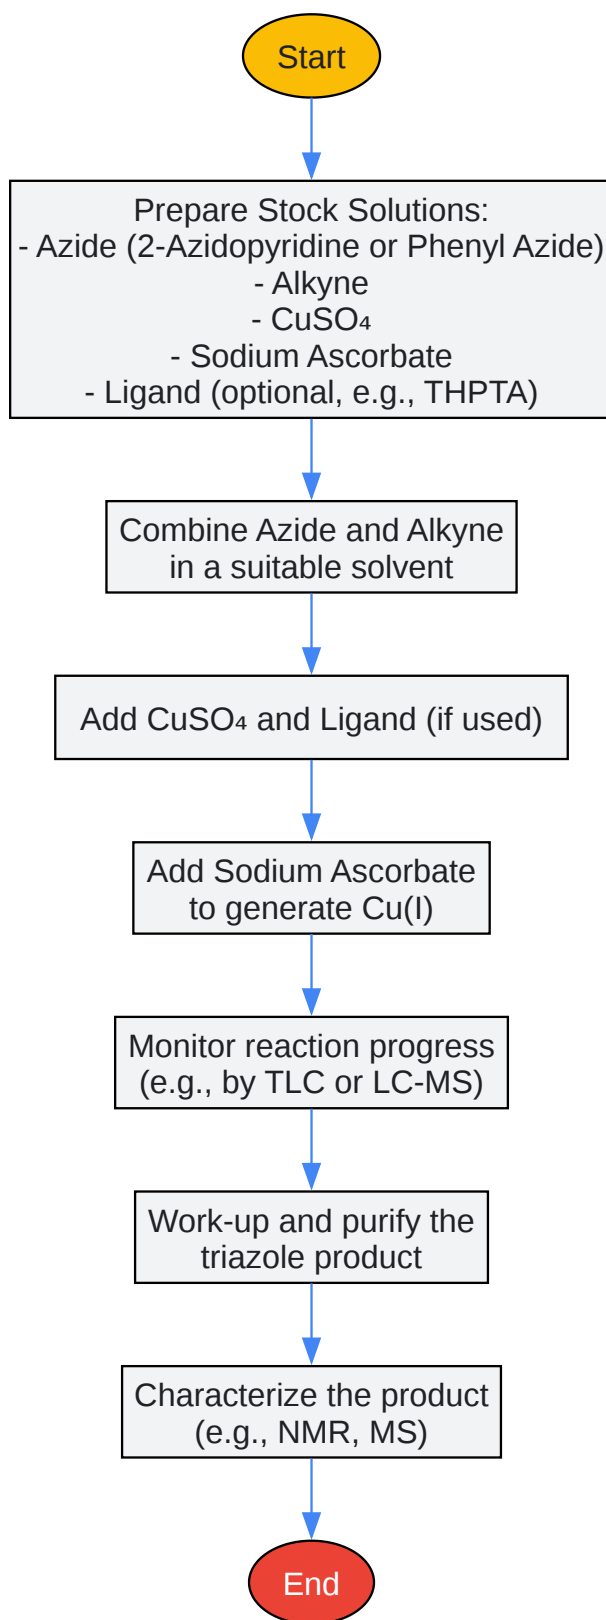 Start
Prepare Stock Solutions:
- Azide (2-Azidopyridine or Phenyl Azide)
- Alkyne
- CuSO₄
- Sodium Ascorbate
- Ligand (optional, e.g., THPTA)
Combine Azide and Alkyne
in a suitable solvent
Add CuSO₄ and Ligand (if used)
Add Sodium Ascorbate
to generate Cu(I)
Monitor reaction progress
(e.g., by TLC or LC-MS)
Work-up and purify the
triazole product
Characterize the product
(e.g., NMR, MS)
End